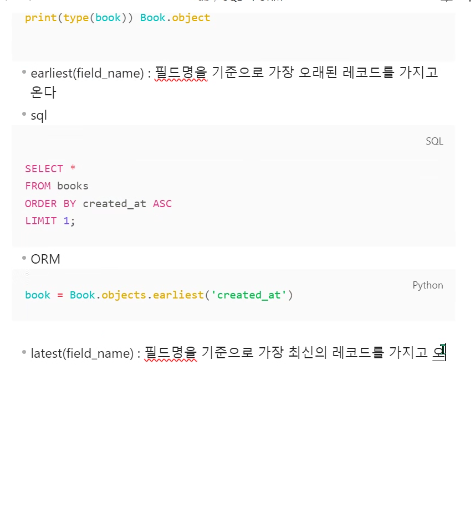 print(type(book)) Book.object
earliest(field_name) : 필드명을 기준으로 가장 오래된 레코드를 가지고
온다
sql
SQL
SELECT *
FROM books
ORDER BY created_at ASC
LIMIT 1;
ORM
Python
book = Book.objects.earliest('created_at')
latest(field_name) : 필드명을 기준으로 가장 최신의 레코드를 가지고 오